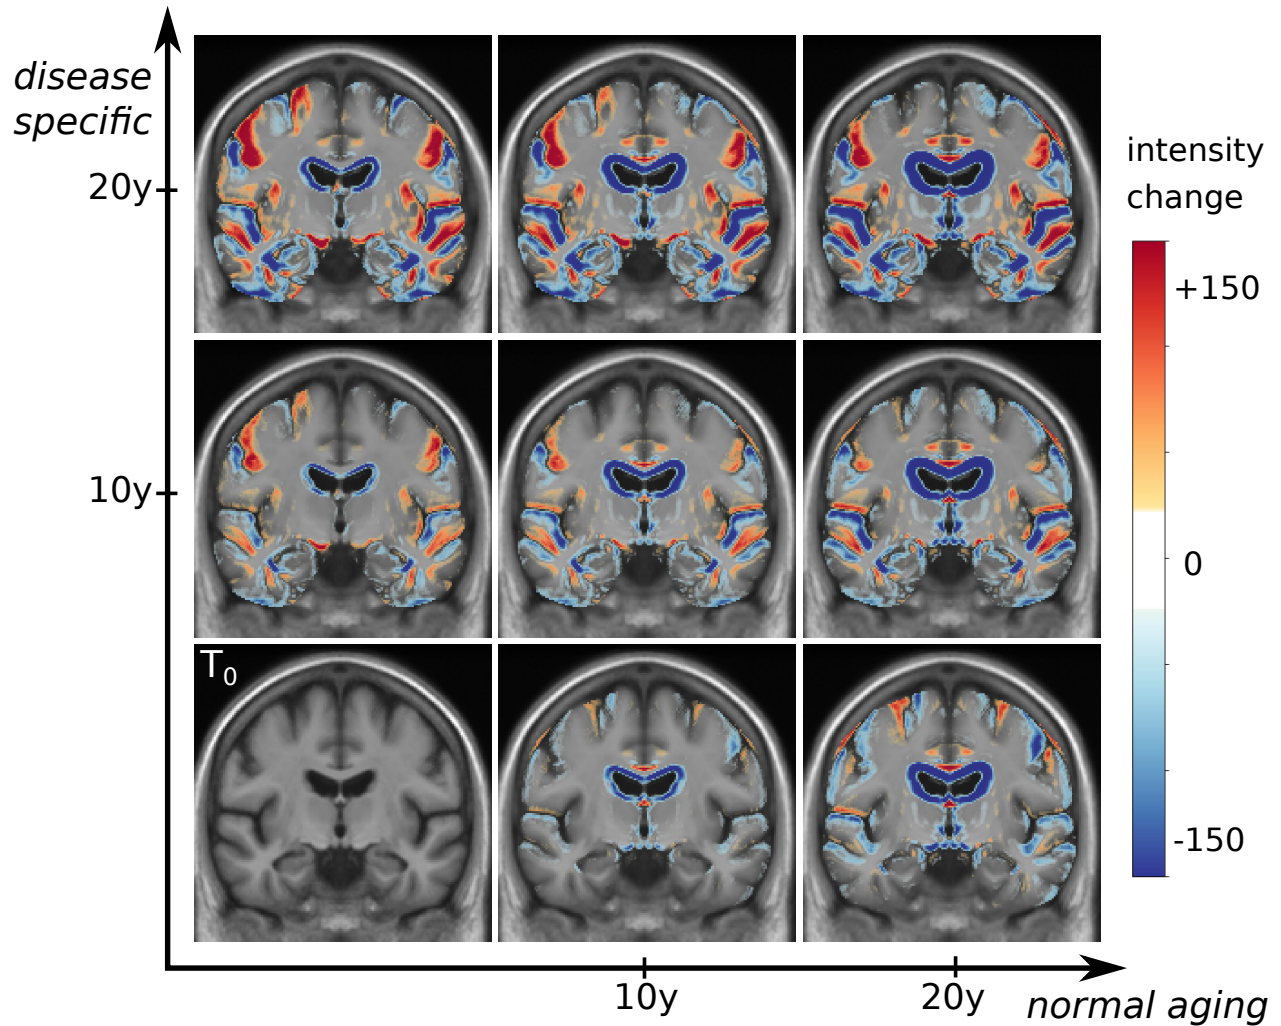 disease
specific
20y
10y
T0
10y
20y
normal aging
intensity
change
+150
0
-150